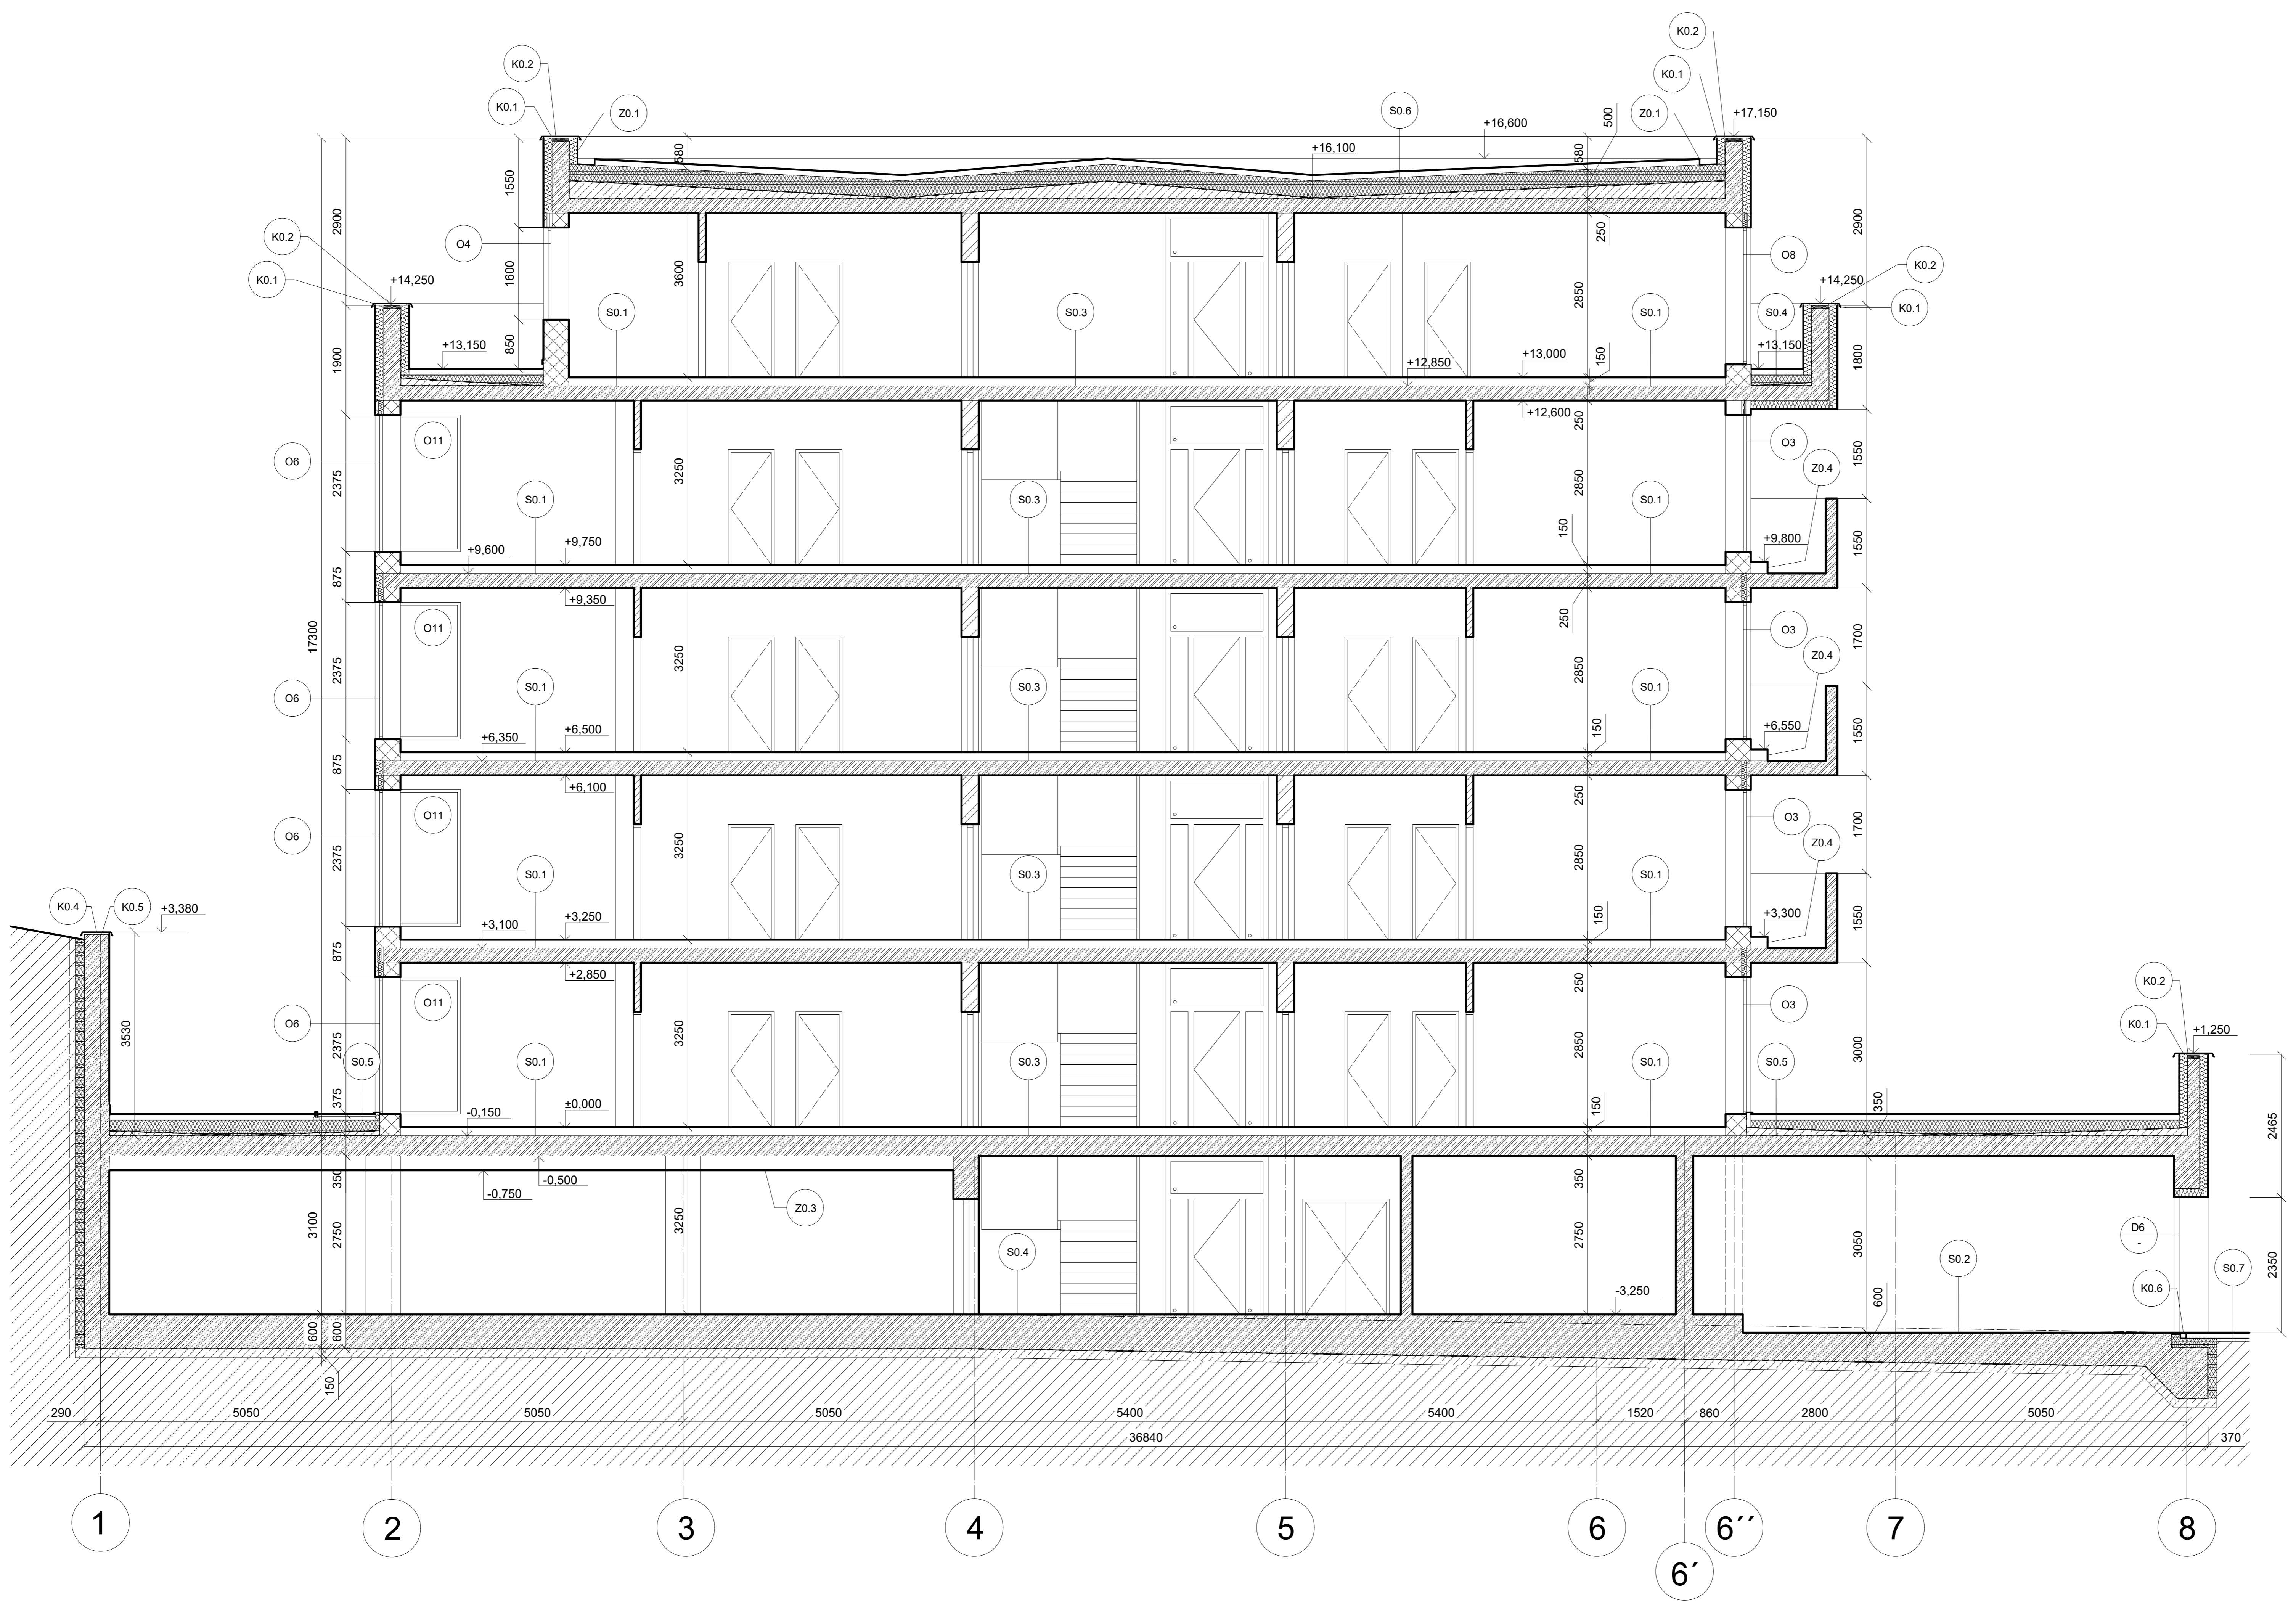 K0.2
K0.2
K0.1
K0.1
Z0.1
S0.6
Z0.1
+17,150
500
+16,600
+16,100
580
580
1550
2900
2900
K0.2
O4
250
O8
K0.2
K0.1
+14,250
1600
3600
2850
+14,250
K0.1
S0.1
S0.3
S0.1
S0.4
1900
+13,150
850
+12,850
+13,000
150
+13,150
1800
O11
+12,600
250
O3
O6
2375
3250
2850
Z0.4
1550
S0.1
S0.3
S0.1
150
+9,600
+9,750
+9,800
1550
875
+9,350
250
17300
O11
O3
1700
2375
3250
2850
Z0.4
O6
S0.1
S0.3
S0.1
+6,350
+6,500
150
+6,550
1550
875
+6,100
250
O11
O3
1700
O6
2375
3250
2850
Z0.4
S0.1
S0.3
S0.1
K0.4
K0.5
+3,380
+3,100
+3,250
150
+3,300
1550
875
+2,850
250
K0.2
O11
O3
O6
K0.1
+1,250
3530
2375
3250
2850
3000
S0.5
S0.1
S0.3
S0.1
S0.5
375
-0,150
±0,000
150
350
2465
350
-0,500
-0,750
350
Z0.3
3100
2750
3250
S0.4
2750
3050
D6
-
S0.2
S0.7
2350
-3,250
600
K0.6
600
600
150
290
5050
5050
5050
5400
5400
1520
860
2800
5050
36840
370
1
2
3
4
5
6
6´´
7
8
6´